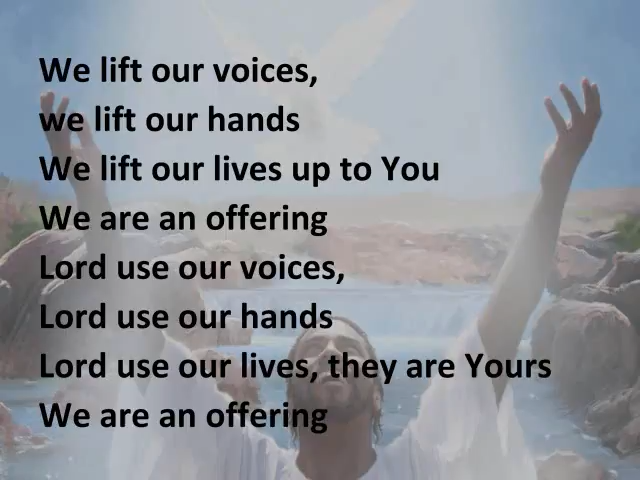 We lift our voices,
we lift our hands
We lift our lives up to You
We are an offering
Lord use our voices,
Lord use our hands
Lord use our lives, they are Yours
We are an offering